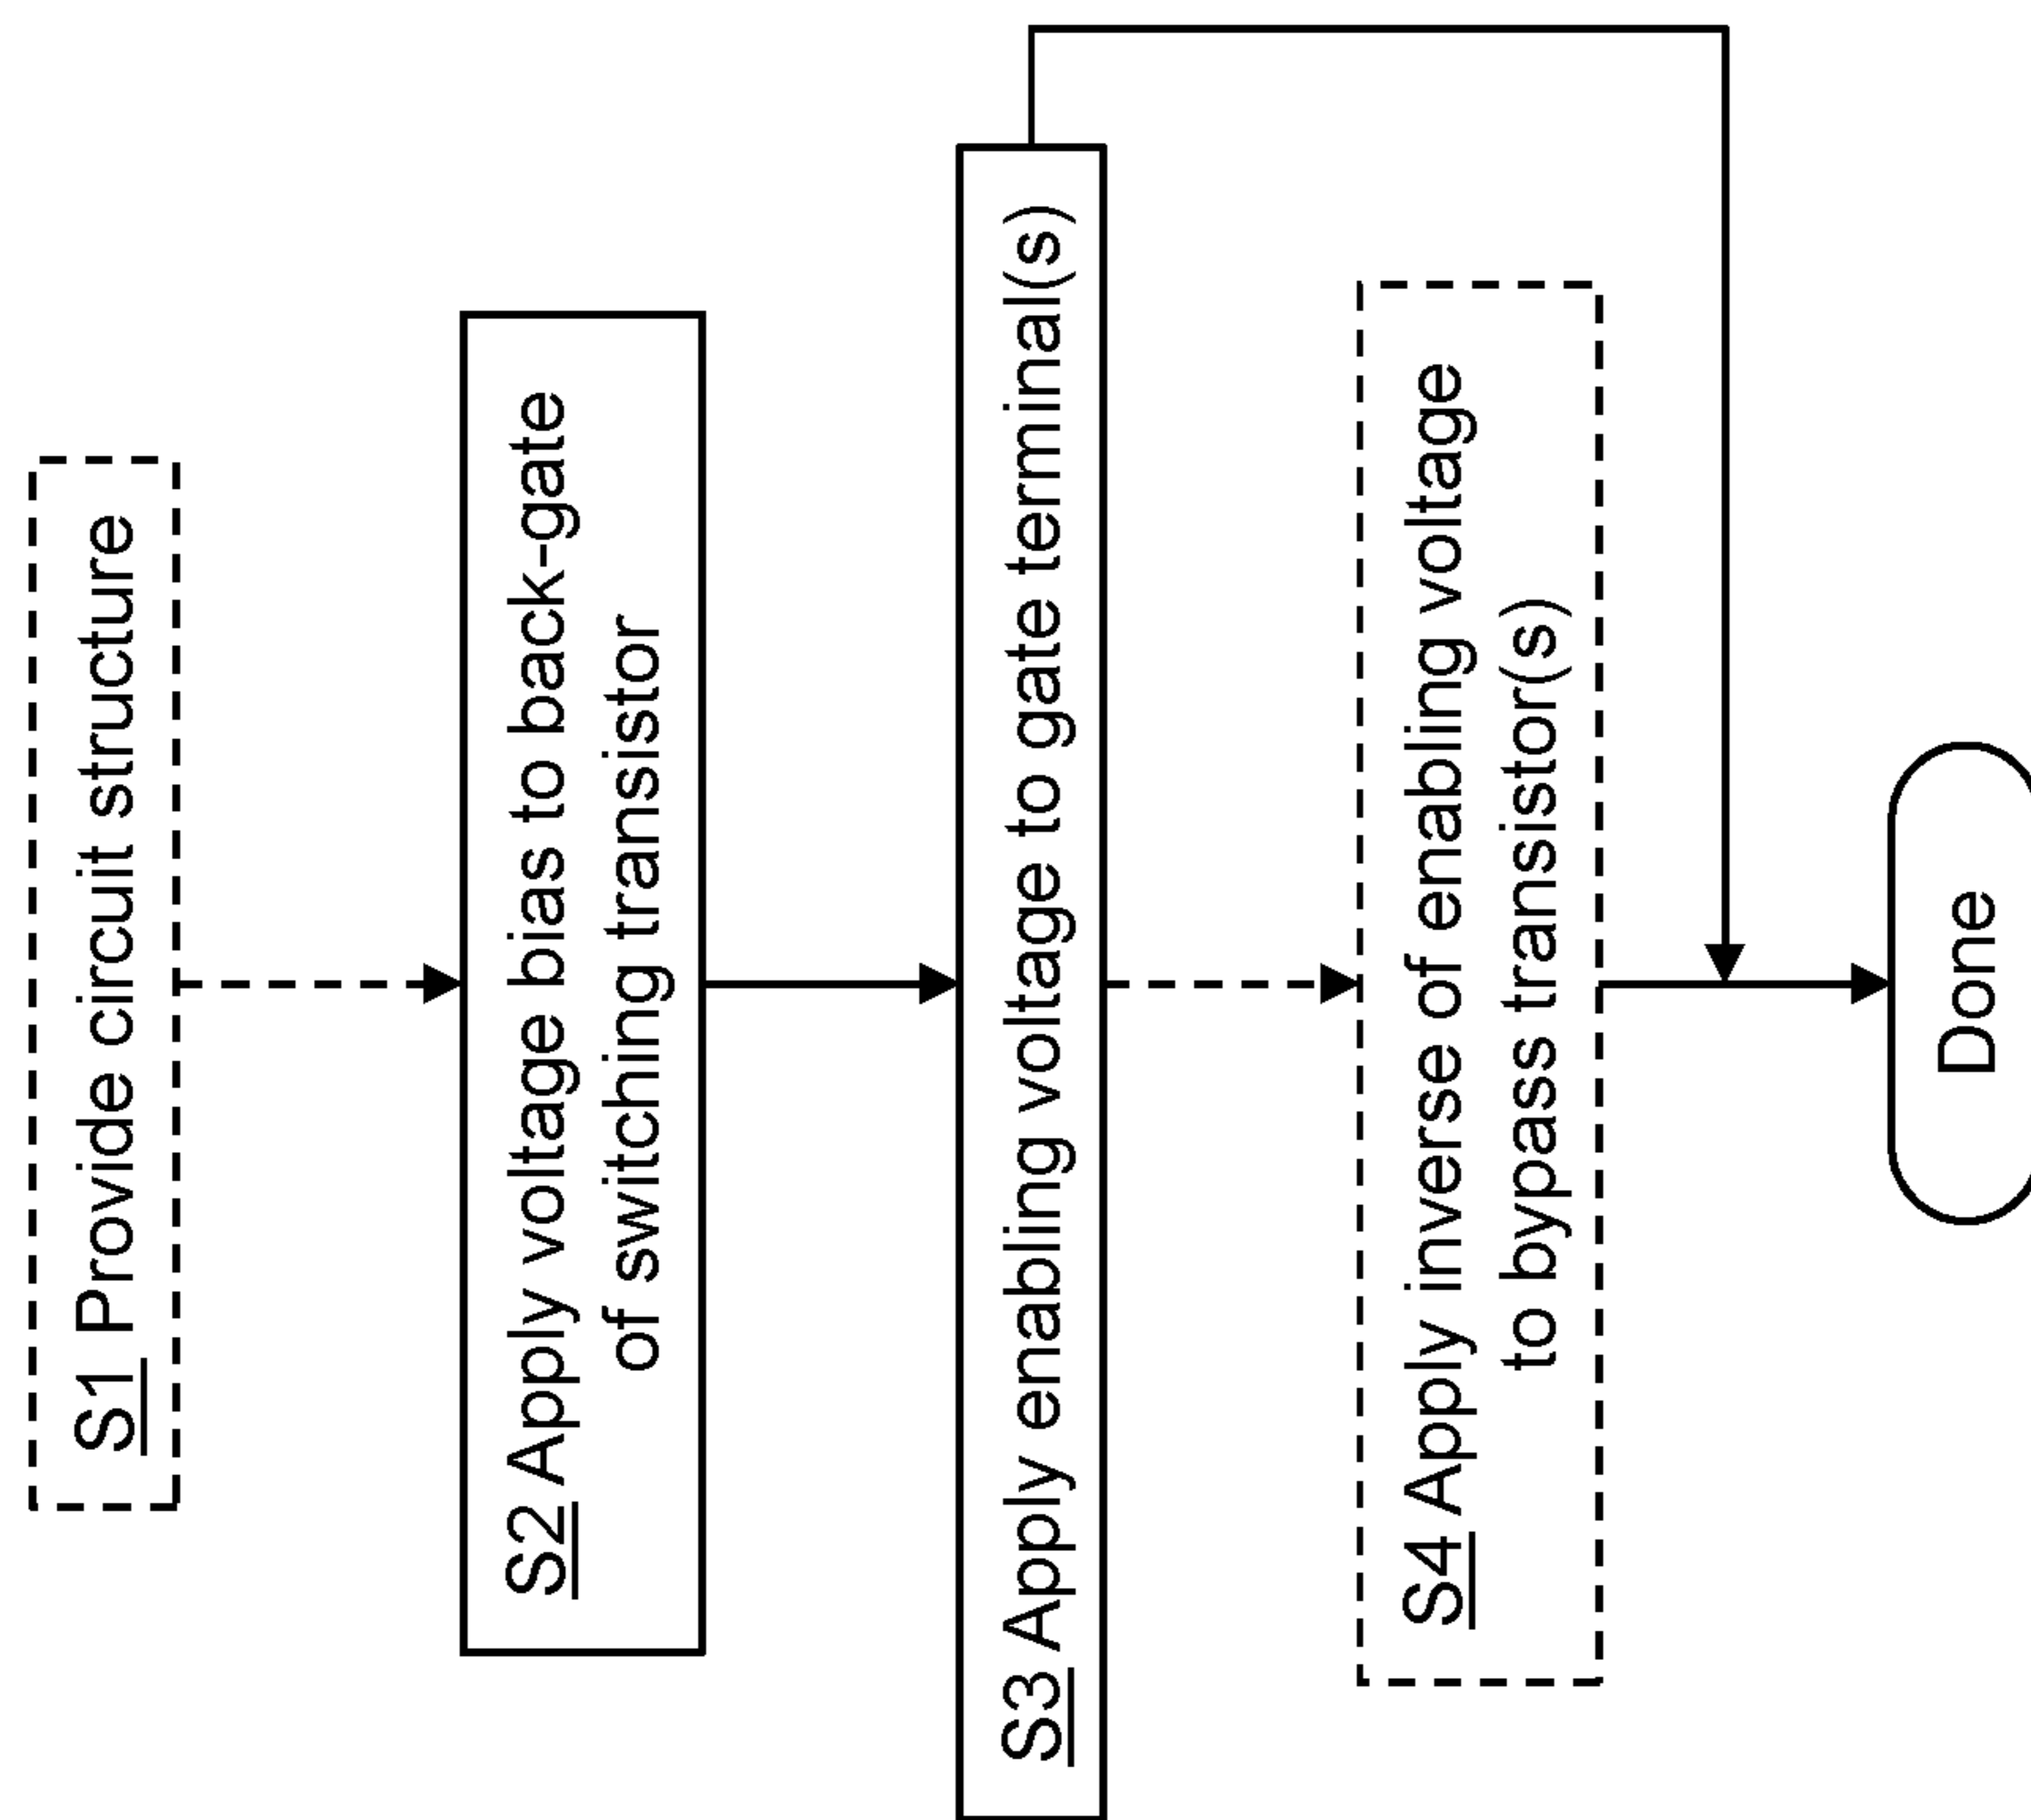 S1 Provide circuit structure
S2 Apply voltage bias to back-gate
of switching transistor
S3 Apply enabling voltage to gate terminal(s)
S4 Apply inverse of enabling voltage
to bypass transistor(s)
Done